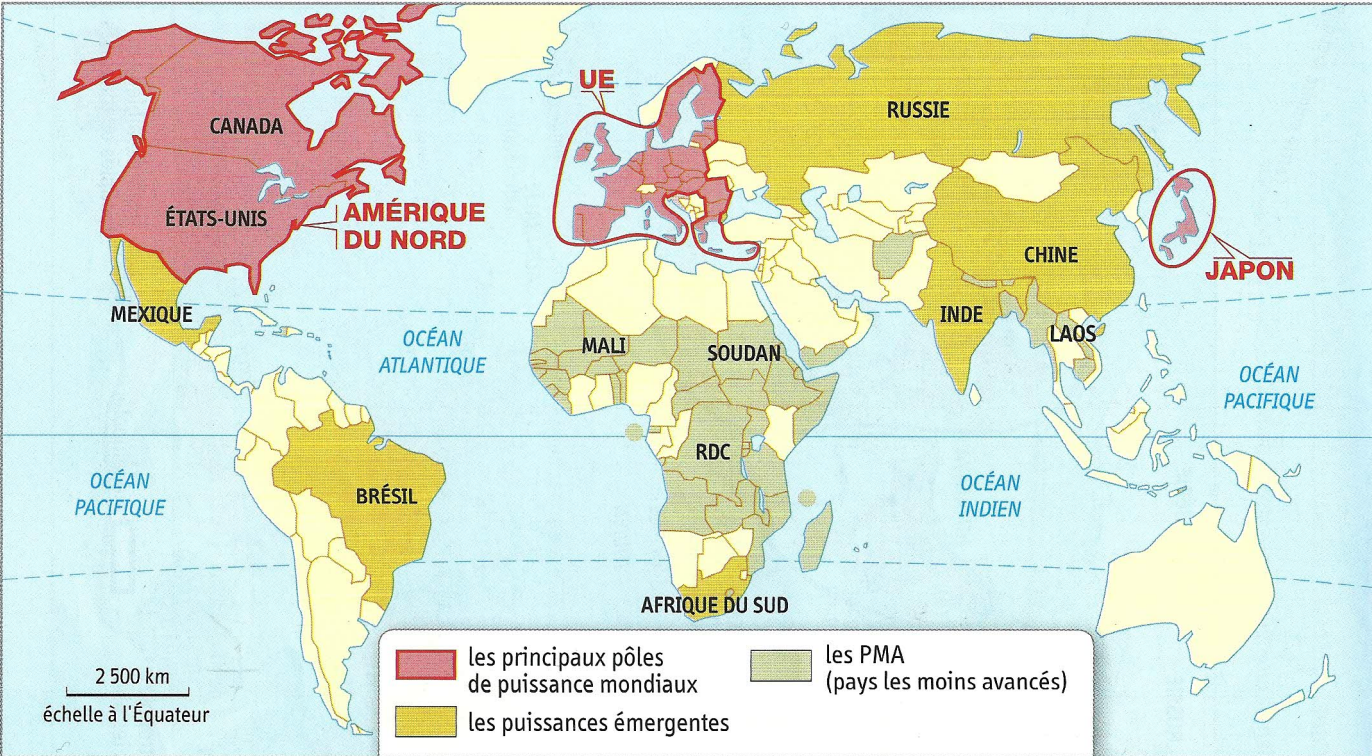 UE
RUSSIE
CANADA
ÉTATS-UNIS
AMÉRIQUE
DU NORD
CHINE
JAPON
MEXIQUE
INDE
LAOS
OCÉAN
ATLANTIQUE
MALI
SOUDAN
OCÉAN
PACIFIQUE
RDC
OCÉAN
PACIFIQUE
BRÉSIL
OCÉAN
INDIEN
AFRIQUE DU SUD
2 500 km
échelle à l'Équateur
les principaux pôles
de puissance mondiaux
les puissances émergentes
les PMA
(pays les moins avancés)